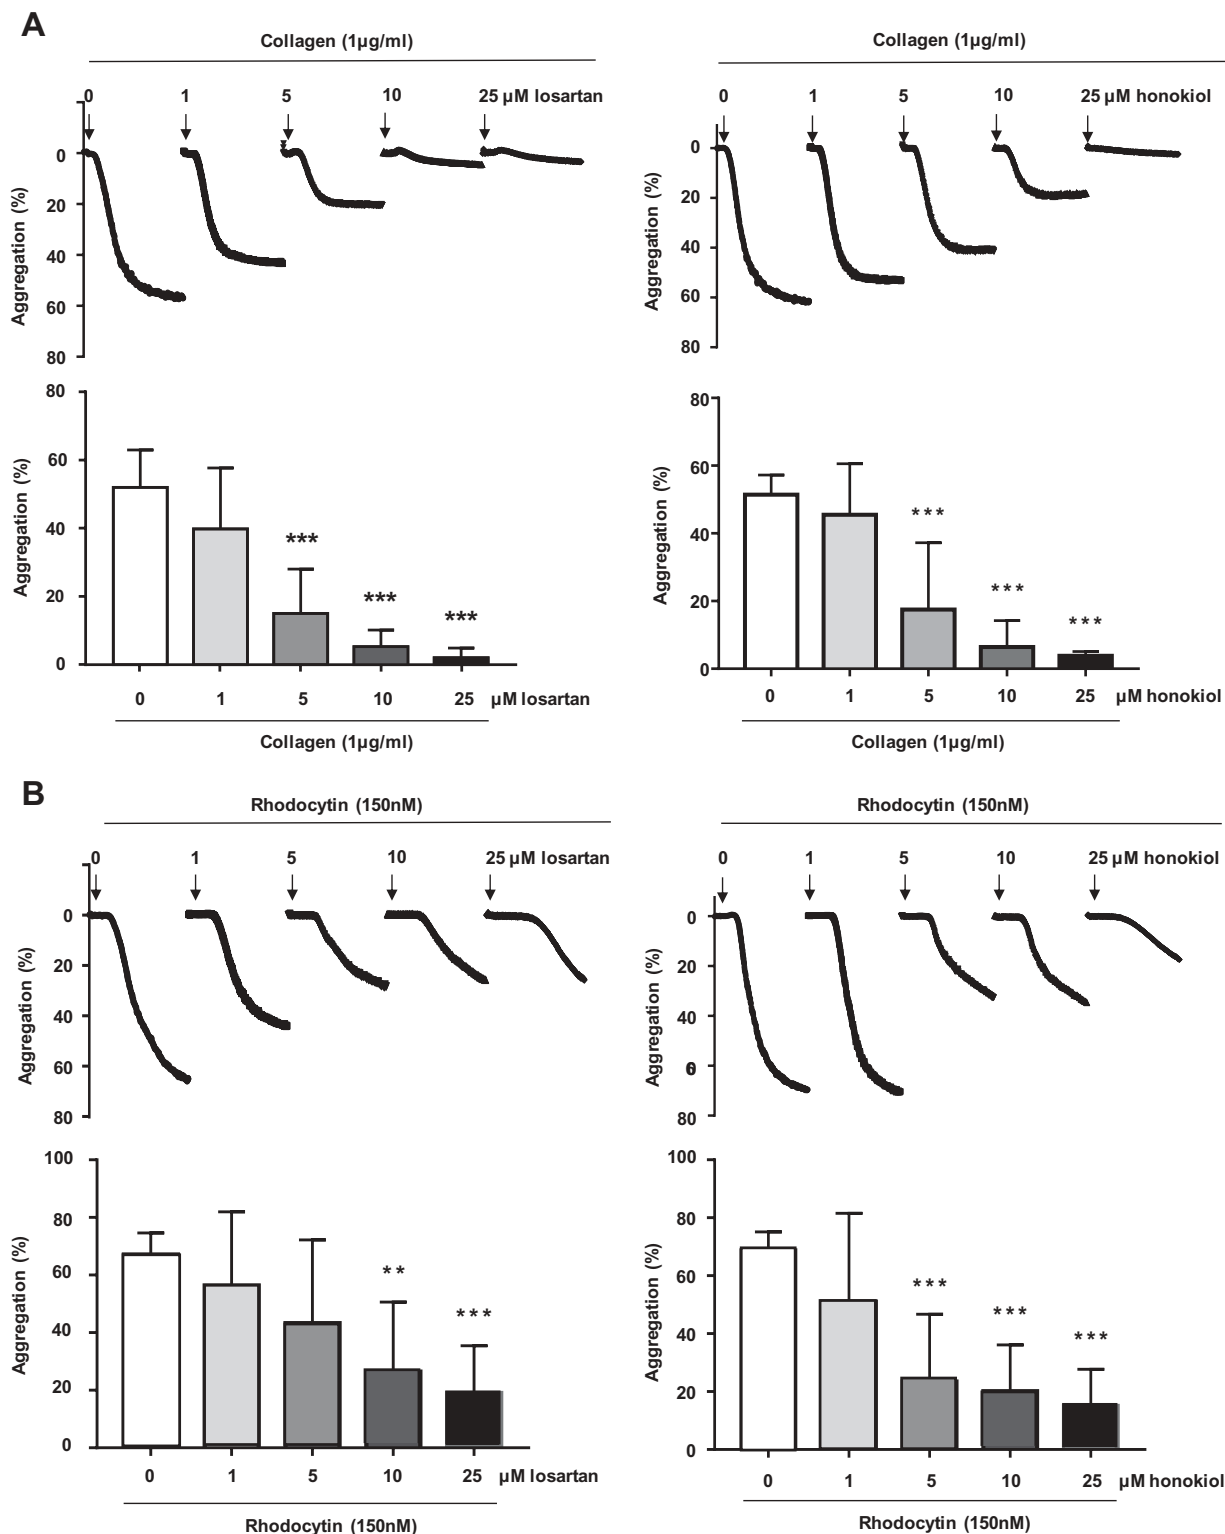 A
Collagen (1µg/ml)
0 1 5 10 25 µM losartan
Aggregation (%)
0
20
40
60
80
Collagen (1µg/ml)
0 1 5 10 25 µM honokiol
Aggregation (%)
0
20
40
60
80
80
60
40
20
0
Aggregation (%)
*** *** ***
0 1 5 10 25 µM losartan
Collagen (1µg/ml)
80
60
40
20
0
Aggregation (%)
*** *** ***
0 1 5 10 25 µM honokiol
Collagen (1µg/ml)
B
Rhodocytin (150nM)
0 1 5 10 25 µM losartan
Aggregation (%)
0
20
40
60
80
Rhodocytin (150nM)
0 1 5 10 25 µM honokiol
Aggregation (%)
0
20
40
60
80
100
80
60
40
20
0
Aggregation (%)
** ***
0 1 5 10 25 µM losartan
Rhodocytin (150nM)
100
80
60
40
20
0
Aggregation (%)
*** *** ***
0 1 5 10 25 µM honokiol
Rhodocytin (150nM)